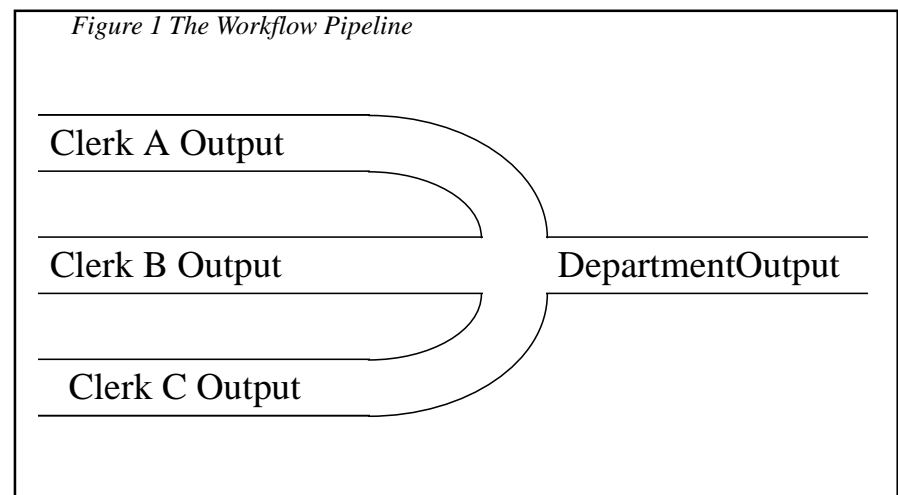 Figure 1 The Workflow Pipeline
Clerk A Output
Clerk B Output
DepartmentOutput
Clerk C Output